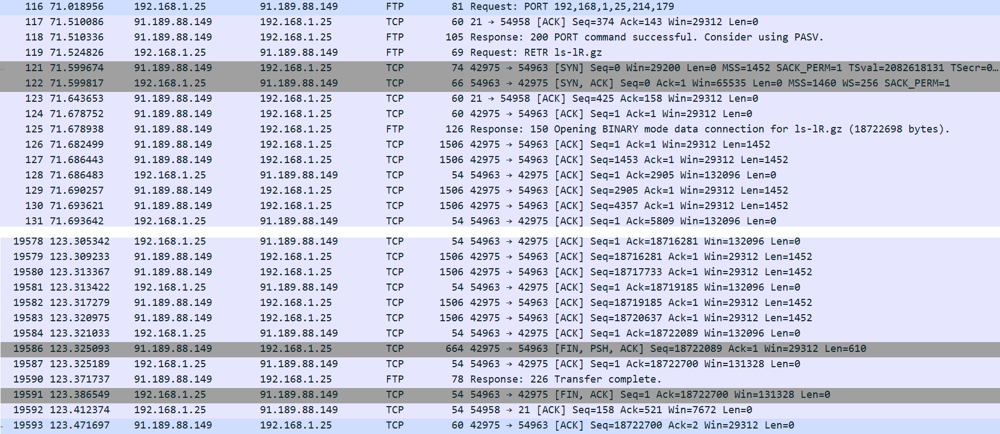 116 71.018956 192.168.1.25 91.189.88.149 FTP 81 Request: PORT 192,168,1,25,214,179
117 71.510086 91.189.88.149 192.168.1.25 TCP 60 21 → 54958 [ACK] Seq=374 Ack=143 Win=29312 Len=0
118 71.510336 91.189.88.149 192.168.1.25 FTP 105 Response: 200 PORT command successful. Consider using PASV.
119 71.524826 192.168.1.25 91.189.88.149 FTP 69 Request: RETR ls-lR.gz
121 71.599674 91.189.88.149 192.168.1.25 TCP 74 42975 → 54963 [SYN] Seq=0 Win=29200 Len=0 MSS=1452 SACK_PERM=1 TSval=2082618131 TSecr=0…
122 71.599817 192.168.1.25 91.189.88.149 TCP 66 54963 → 42975 [SYN, ACK] Seq=0 Ack=1 Win=65535 Len=0 MSS=1460 WS=256 SACK_PERM=1
123 71.643653 91.189.88.149 192.168.1.25 TCP 60 21 → 54958 [ACK] Seq=425 Ack=158 Win=29312 Len=0
124 71.678752 91.189.88.149 192.168.1.25 TCP 60 42975 → 54963 [ACK] Seq=1 Ack=1 Win=29312 Len=0
125 71.678938 91.189.88.149 192.168.1.25 FTP 126 Response: 150 Opening BINARY mode data connection for ls-lR.gz (18722698 bytes).
126 71.682499 91.189.88.149 192.168.1.25 TCP 1506 42975 → 54963 [ACK] Seq=1 Ack=1 Win=29312 Len=1452
127 71.686443 91.189.88.149 192.168.1.25 TCP 1506 42975 → 54963 [ACK] Seq=1453 Ack=1 Win=29312 Len=1452
128 71.686483 192.168.1.25 91.189.88.149 TCP 54 54963 → 42975 [ACK] Seq=1 Ack=2905 Win=132096 Len=0
129 71.690257 91.189.88.149 192.168.1.25 TCP 1506 42975 → 54963 [ACK] Seq=2905 Ack=1 Win=29312 Len=1452
130 71.693621 91.189.88.149 192.168.1.25 TCP 1506 42975 → 54963 [ACK] Seq=4357 Ack=1 Win=29312 Len=1452
131 71.693642 192.168.1.25 91.189.88.149 TCP 54 54963 → 42975 [ACK] Seq=1 Ack=5809 Win=132096 Len=0
19578 123.305342 192.168.1.25 91.189.88.149 TCP 54 54963 → 42975 [ACK] Seq=1 Ack=18716281 Win=132096 Len=0
19579 123.309233 91.189.88.149 192.168.1.25 TCP 1506 42975 → 54963 [ACK] Seq=18716281 Ack=1 Win=29312 Len=1452
19580 123.313367 91.189.88.149 192.168.1.25 TCP 1506 42975 → 54963 [ACK] Seq=18717733 Ack=1 Win=29312 Len=1452
19581 123.313422 192.168.1.25 91.189.88.149 TCP 54 54963 → 42975 [ACK] Seq=1 Ack=18719185 Win=132096 Len=0
19582 123.317279 91.189.88.149 192.168.1.25 TCP 1506 42975 → 54963 [ACK] Seq=18719185 Ack=1 Win=29312 Len=1452
19583 123.320975 91.189.88.149 192.168.1.25 TCP 1506 42975 → 54963 [ACK] Seq=18720637 Ack=1 Win=29312 Len=1452
19584 123.321033 192.168.1.25 91.189.88.149 TCP 54 54963 → 42975 [ACK] Seq=1 Ack=18722089 Win=132096 Len=0
19586 123.325093 91.189.88.149 192.168.1.25 TCP 664 42975 → 54963 [FIN, PSH, ACK] Seq=18722089 Ack=1 Win=29312 Len=610
19587 123.325189 192.168.1.25 91.189.88.149 TCP 54 54963 → 42975 [ACK] Seq=1 Ack=18722700 Win=131328 Len=0
19590 123.371737 91.189.88.149 192.168.1.25 FTP 78 Response: 226 Transfer complete.
19591 123.386549 192.168.1.25 91.189.88.149 TCP 54 54963 → 42975 [FIN, ACK] Seq=1 Ack=18722700 Win=131328 Len=0
19592 123.412374 192.168.1.25 91.189.88.149 TCP 54 54958 → 21 [ACK] Seq=158 Ack=521 Win=7672 Len=0
19593 123.471697 91.189.88.149 192.168.1.25 TCP 60 42975 → 54963 [ACK] Seq=18722700 Ack=2 Win=29312 Len=0